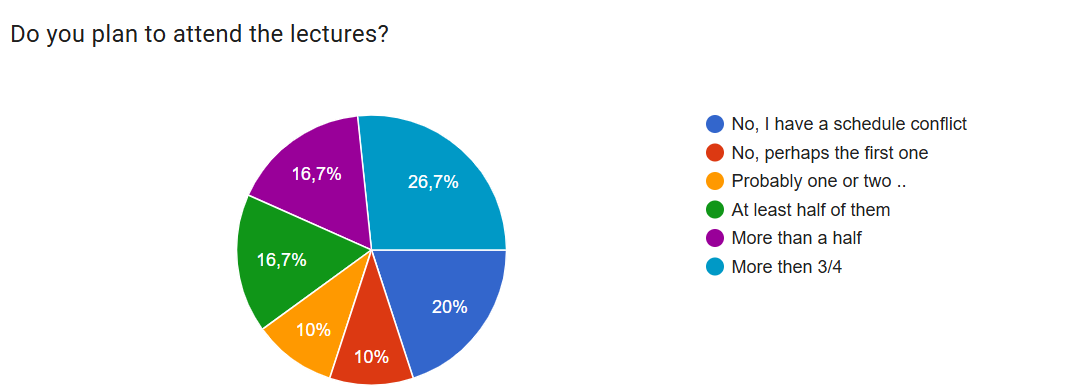 Do you plan to attend the lectures?
16,7%
26,7%
16,7%
20%
10%
10%
No, I have a schedule conflict
No, perhaps the first one
Probably one or two ..
At least half of them
More than a half
More then 3/4